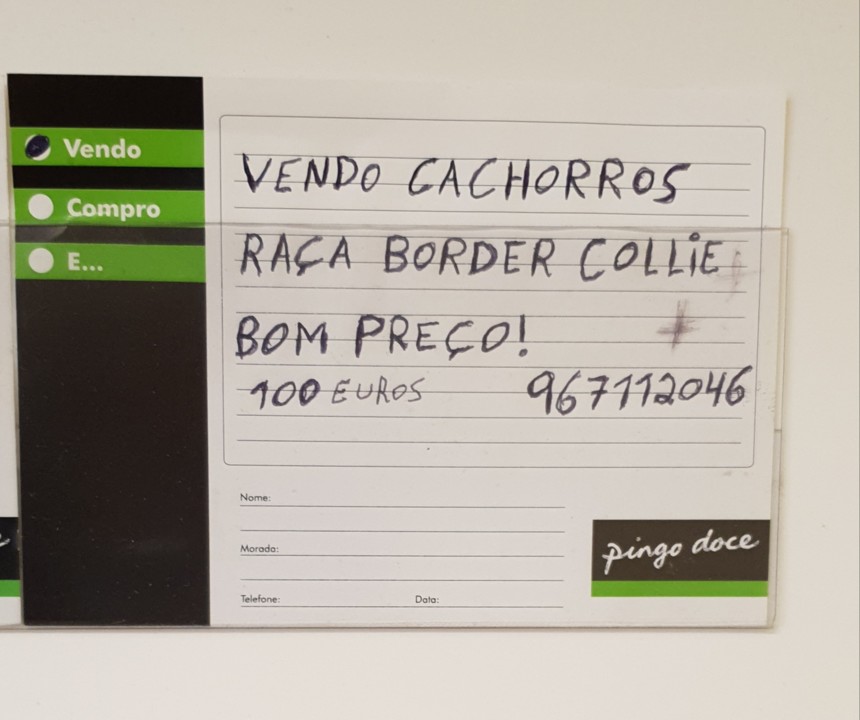 Vendo
Compro
E...
VENDO CACHORROS
RAÇA BORDER COLLIE
BOM PREÇO!
100 EUROS 967112046
Nome:
Morada:
Telefone: Data:
pingo doce